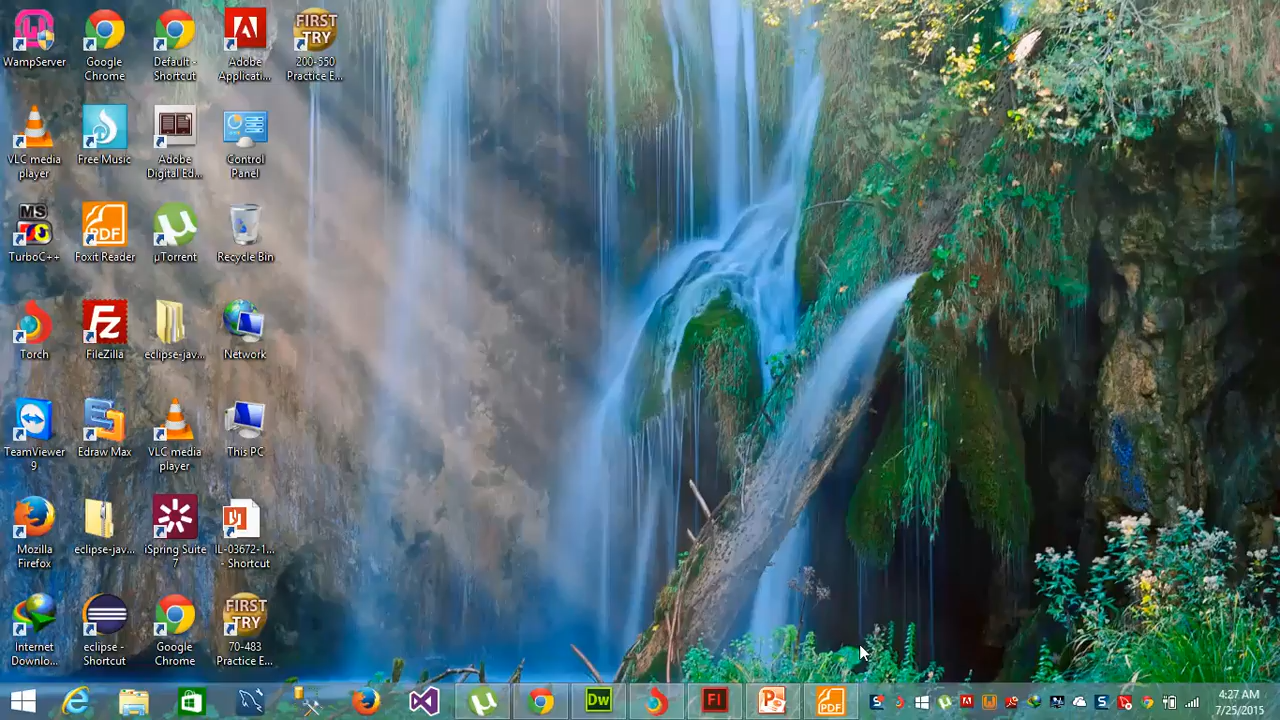 WampServer
Google
Chrome
Default -
Shortcut
Adobe
Applicati...
FIRST
TRY
200-550
Practice E...
VLC media
player
Free Music
Adobe
Digital Ed...
Control
Panel
MS
TurboC++
PDF
Foxit Reader
µTorrent
Recycle Bin
Torch
Fz
FileZilla
eclipse-jav...
Network
TeamViewer
9
Edraw Max
VLC media
player
This PC
Mozilla
Firefox
eclipse-jav...
iSpring Suite
7
IL-03672-1...
- Shortcut
Internet
Downlo...
eclipse -
Shortcut
Google
Chrome
FIRST
TRY
70-483
Practice E...
Dw
Fl
P
PDF
4:27 AM
7/25/2015